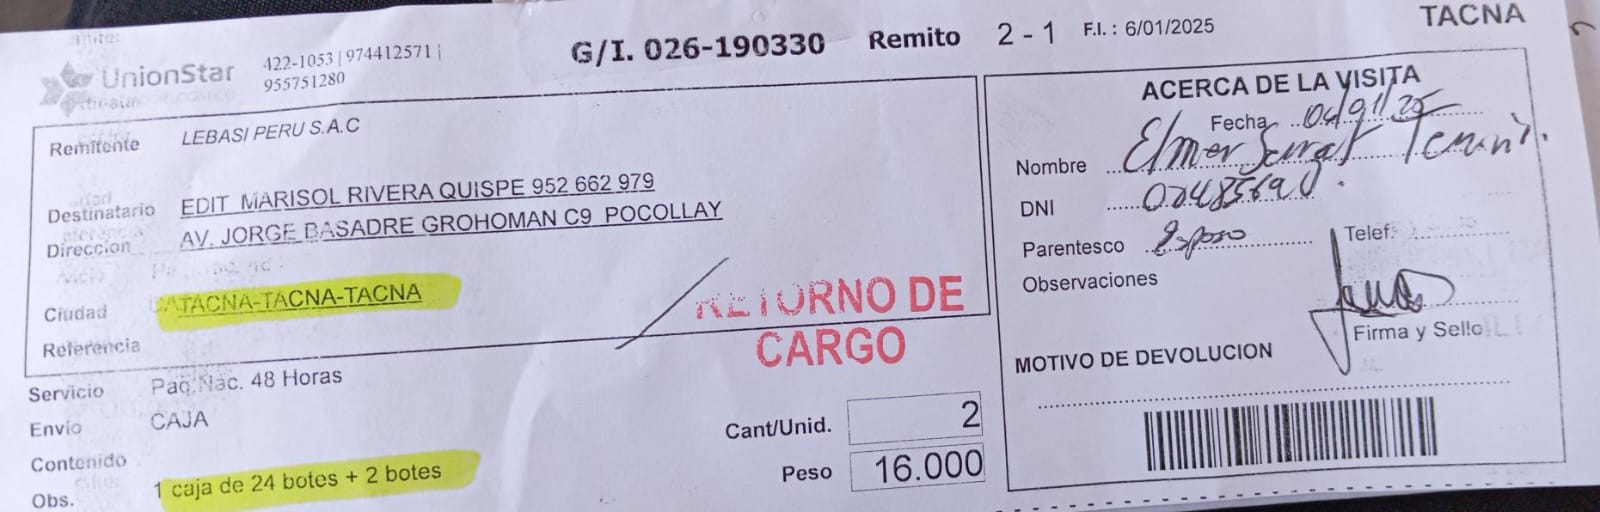 UnionStar
422-1053 | 974412571 |
955751280
G/I. 026-190330 Remito 2 - 1 F.I. : 6/01/2025
TACNA
Remitente LEBASI PERU S.A.C
Destinatario EDIT MARISOL RIVERA QUISPE 952 662 979
Direccion AV. JORGE BASADRE GROHOMAN C9 POCOLLAY
Ciudad TACNA-TACNA-TACNA
Referencia
RETORNO DE
CARGO
Servicio Paq.Nac. 48 Horas
Envio CAJA
Contenido
Obs. 1 caja de 24 botes + 2 botes
Cant/Unid. 2
Peso 16.000
ACERCA DE LA VISITA
Fecha
Nombre Elmer
DNI
Parentesco Esposo
Telef.
Observaciones
Firma y Sello
MOTIVO DE DEVOLUCION